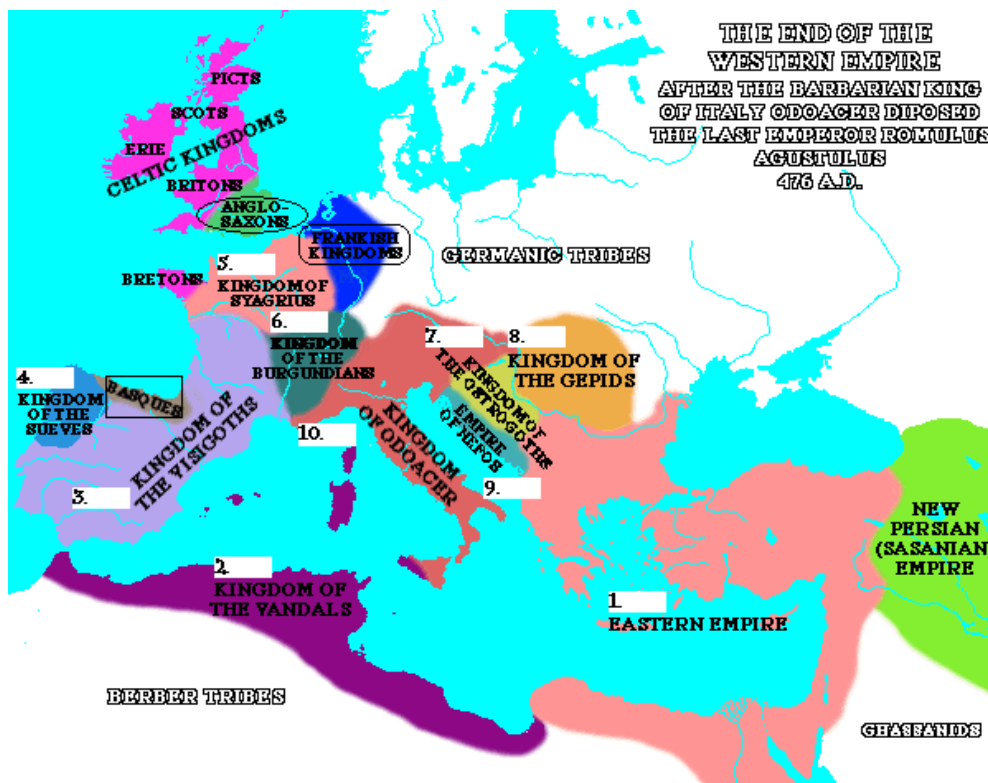 THE END OF THE
WESTERN EMPIRE
AFTER THE BARBARIAN KING
OF ITALY ODOACER DIPOSED
THE LAST EMPEROR ROMULUS
AGUSTULUS
476 A.D.
PICTS
SCOTS
ERIE
CELTIC KINGDOMS
BRITONS
ANGLO-
SAXONS
FRANKISH
KINGDOMS
GERMANIC TRIBES
BRETONS
5.
KINGDOM OF
SYAGRIUS
6.
KINGDOM
OF THE
BURGUNDIANS
7.
KINGDOM OF
THE OSTROGOTHS
8.
KINGDOM OF
THE GEPIDS
4.
KINGDOM
OF THE
SUEVES
BASQUES
KINGDOM OF
THE VISIGOTHS
10.
KINGDOM
OF ODOACER
EMPIRE
OF NEFOS
9.
3.
NEW
PERSIAN
(SASANIAN
EMPIRE
2.
KINGDOM OF
THE VANDALS
1.
EASTERN EMPIRE
BERBER TRIBES
GHASSANIDS